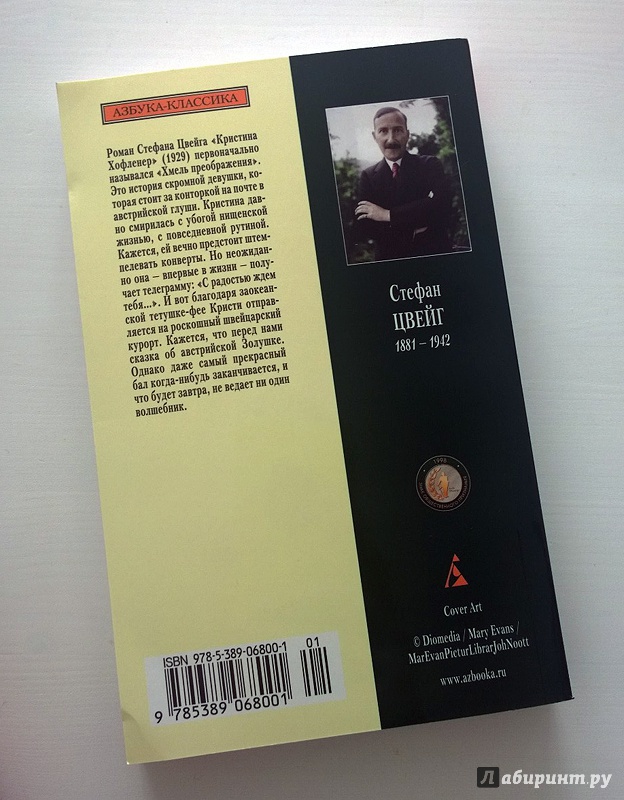 АЗБУКА-КЛАССИКА
Роман Стефана Цвейга «Кристина
Хофленер» (1929) первоначально
назывался «Хмель преображения».
Это история скромной девушки, ко-
торая стоит за конторкой на почте в
австрийской глуши. Кристина дав-
но смирилась с убогой нищенской
жизнью, с повседневной рутиной.
Кажется, ей вечно предстоит штем-
пелевать конверты. Но неожидан-
но она – впервые в жизни – полу-
чает телеграмму: «С радостью ждем
тебя...». И вот благодаря заокеан-
ской тетушке-фее Кристи отправ-
ляется на роскошный швейцарский
курорт. Кажется, что перед нами
сказка об австрийской Золушке.
Однако даже самый прекрасный
бал когда-нибудь заканчивается, и
что будет завтра, не ведает ни один
волшебник.
ISBN 978-5-389-06800-1
01
9 785389 068001
Стефан
ЦВЕЙГ
1881 – 1942
1996
Cover Art
© Diomedia / Mary Evans /
MarEvanPicturLibrarJohNoott
www.azbooka.ru
Лабиринт.ру